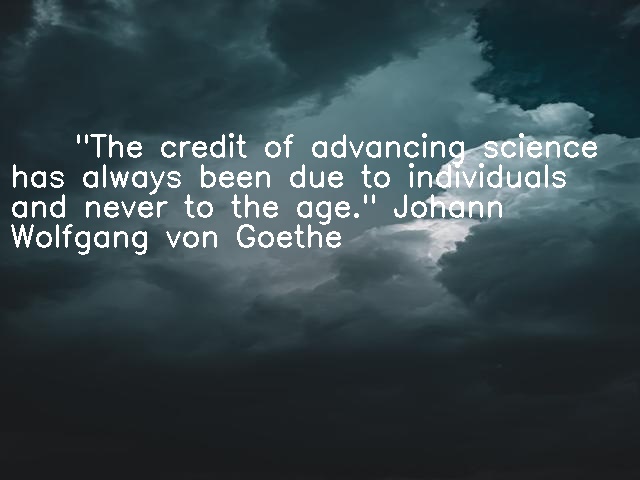 "The credit of advancing science
has always been due to individuals
and never to the age." Johann
Wolfgang von Goethe